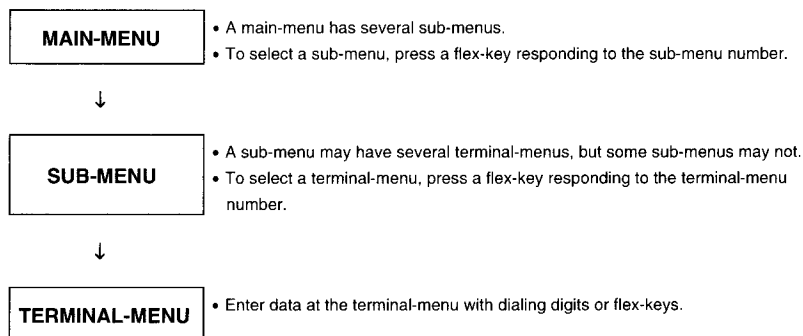 MAIN-MENU
• A main-menu has several sub-menus.
• To select a sub-menu, press a flex-key responding to the sub-menu number.
↓
SUB-MENU
• A sub-menu may have several terminal-menus, but some sub-menus may not.
• To select a terminal-menu, press a flex-key responding to the terminal-menu
number.
↓
TERMINAL-MENU
• Enter data at the terminal-menu with dialing digits or flex-keys.